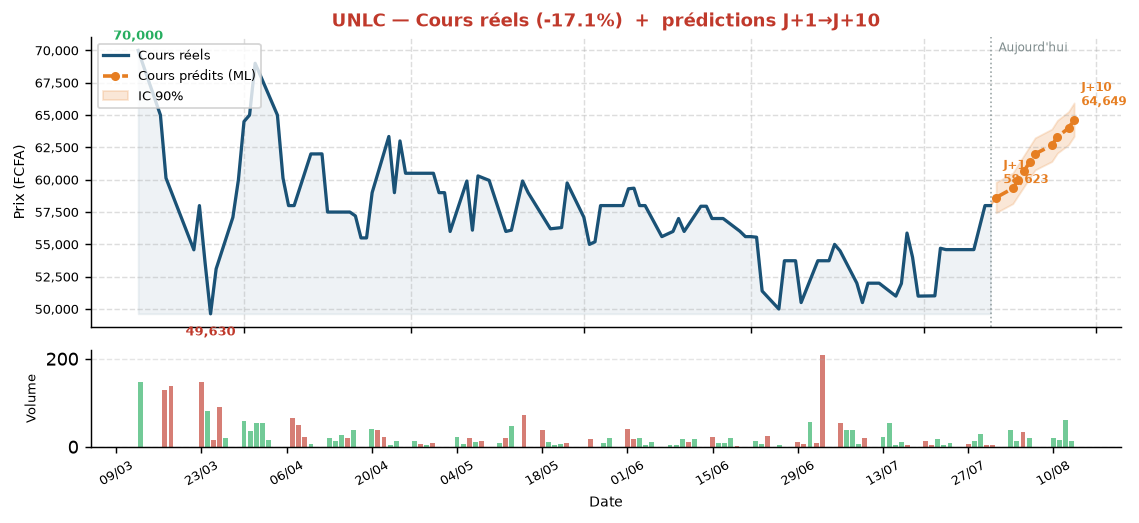 UNLC — Cours réels (-17.1%) + prédictions J+1→J+10
70,000
Cours réels
Cours prédits (ML)
IC 90%
Aujourd'hui
J+10
64,649
J+1
58,623
49,630
Prix (FCFA)
70,000
67,500
65,000
62,500
60,000
57,500
55,000
52,500
50,000
Volume
200
0
09/03 23/03 06/04 20/04 04/05 18/05 01/06 15/06 29/06 13/07 27/07 10/08
Date